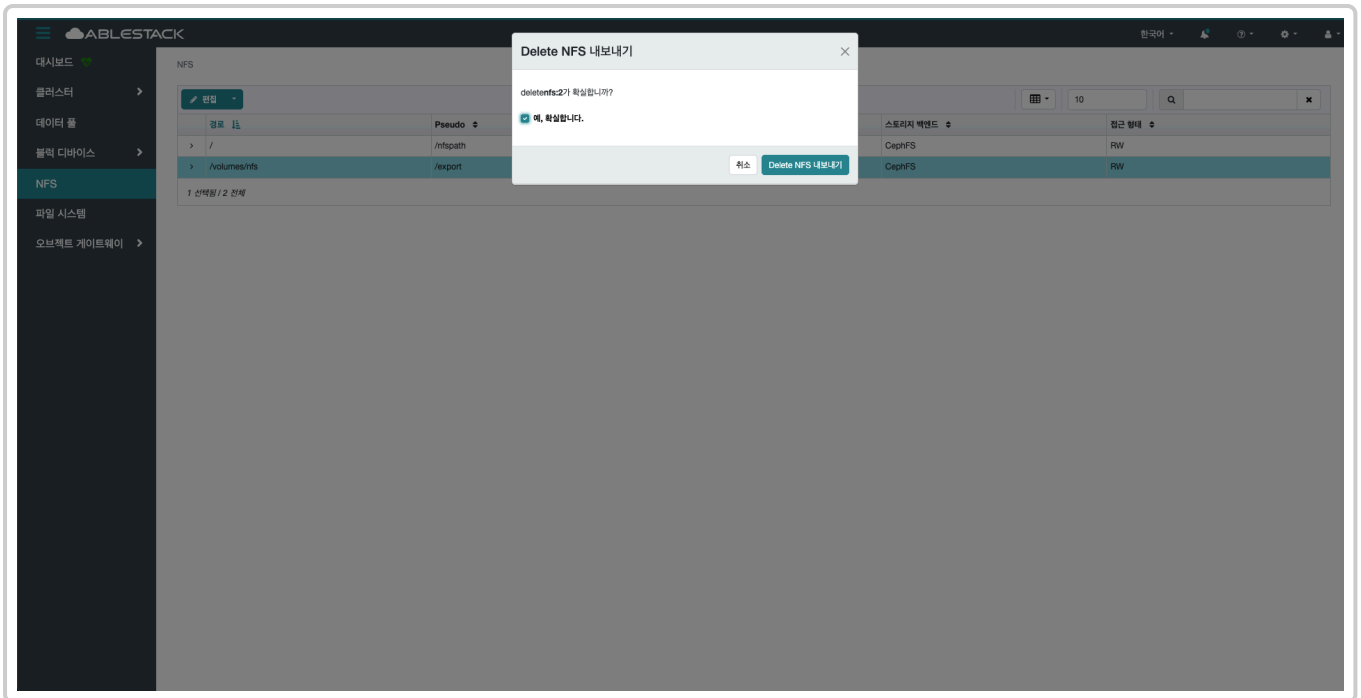 ABLESTACK
한국어
대시보드
클러스터
데이터 풀
블럭 디바이스
NFS
파일 시스템
오브젝트 게이트웨이
NFS
편집
10
경로
Pseudo
스토리지 백엔드
접근 형태
/
/nfspath
CephFS
RW
/volumes/nfs
/export
CephFS
RW
1 선택됨 / 2 전체
Delete NFS 내보내기
deletenfs:2가 확실합니까?
예, 확실합니다.
취소
Delete NFS 내보내기